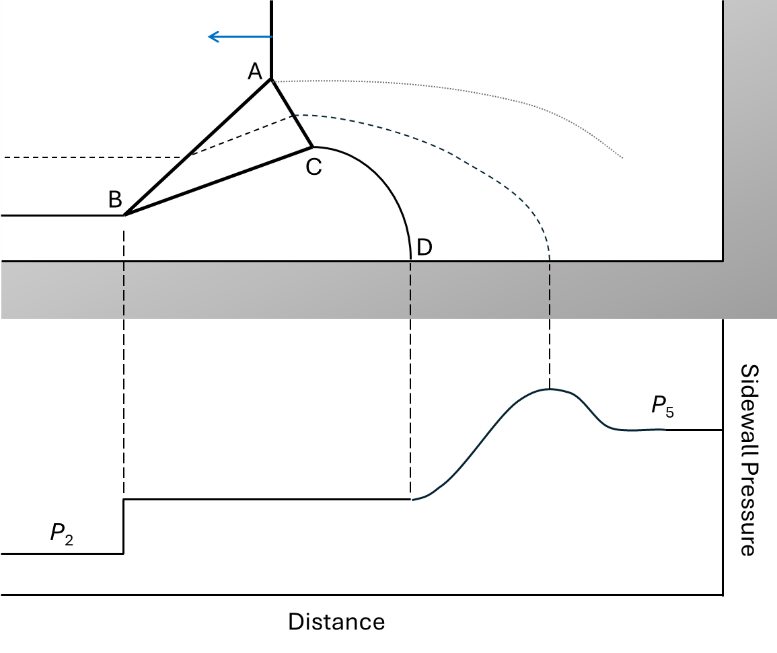 A
B
C
D
P₂
P₅
Sidewall Pressure
Distance